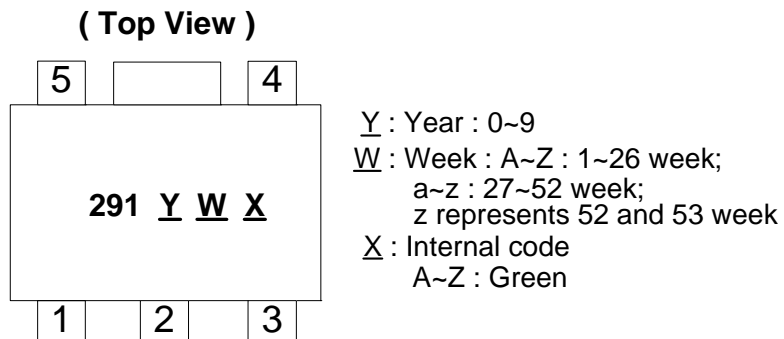 ( Top View )
5 4
291 Y W X
1 2 3
Y : Year : 0~9
W : Week : A~Z : 1~26 week;
a~z : 27~52 week;
z represents 52 and 53 week
X : Internal code
A~Z : Green